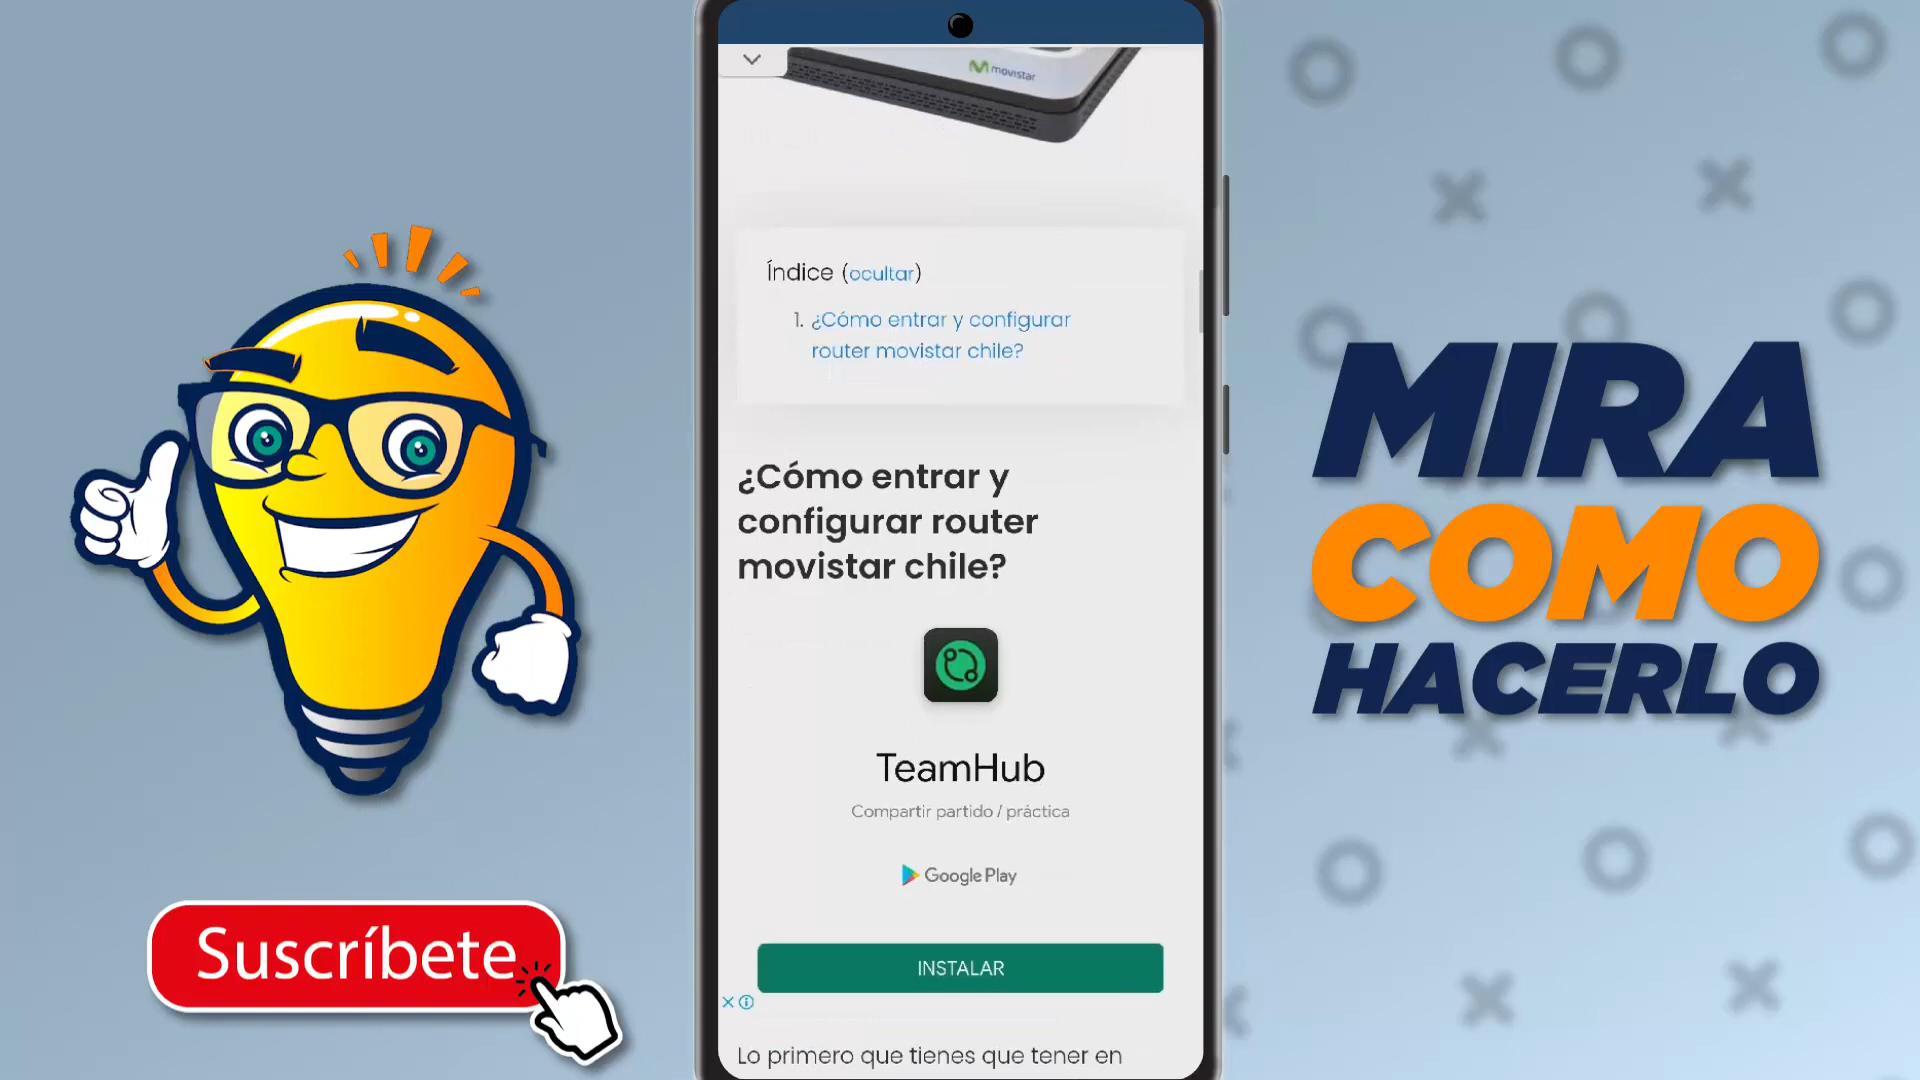 movistar
Índice (ocultar)
1. ¿Cómo entrar y configurar
router movistar chile?
¿Cómo entrar y
configurar router
movistar chile?
TeamHub
Compartir partido / práctica
Google Play
INSTALAR
Lo primero que tienes que tener en
Suscríbete
MIRA
COMO
HACERLO